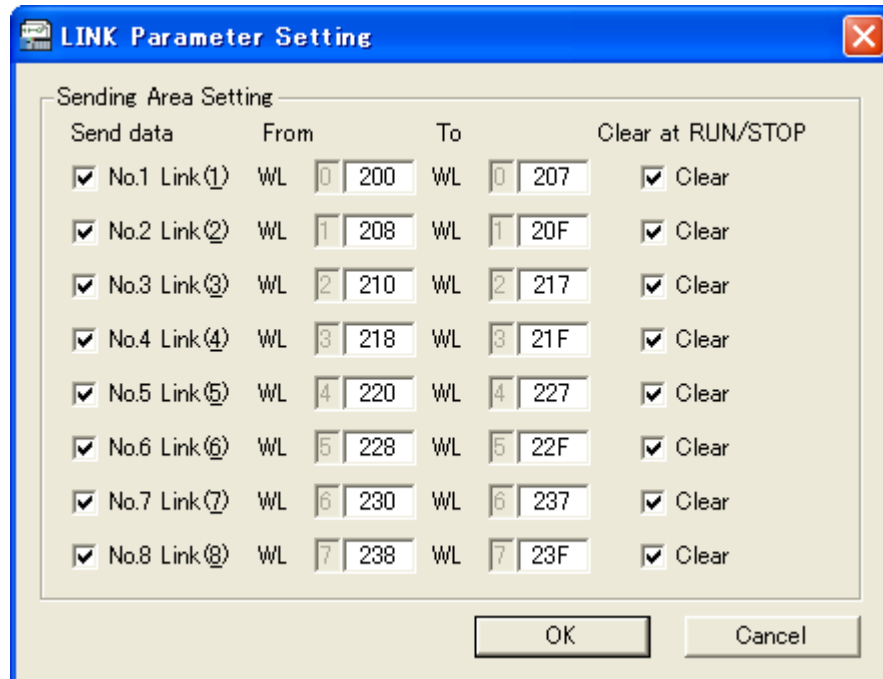 LINK Parameter Setting
Sending Area Setting
Send data From To Clear at RUN/STOP
No.1 Link(1) WL 0 200 WL 0 207 Clear
No.2 Link(2) WL 1 208 WL 1 20F Clear
No.3 Link(3) WL 2 210 WL 2 217 Clear
No.4 Link(4) WL 3 218 WL 3 21F Clear
No.5 Link(5) WL 4 220 WL 4 227 Clear
No.6 Link(6) WL 5 228 WL 5 22F Clear
No.7 Link(7) WL 6 230 WL 6 237 Clear
No.8 Link(8) WL 7 238 WL 7 23F Clear
OK Cancel